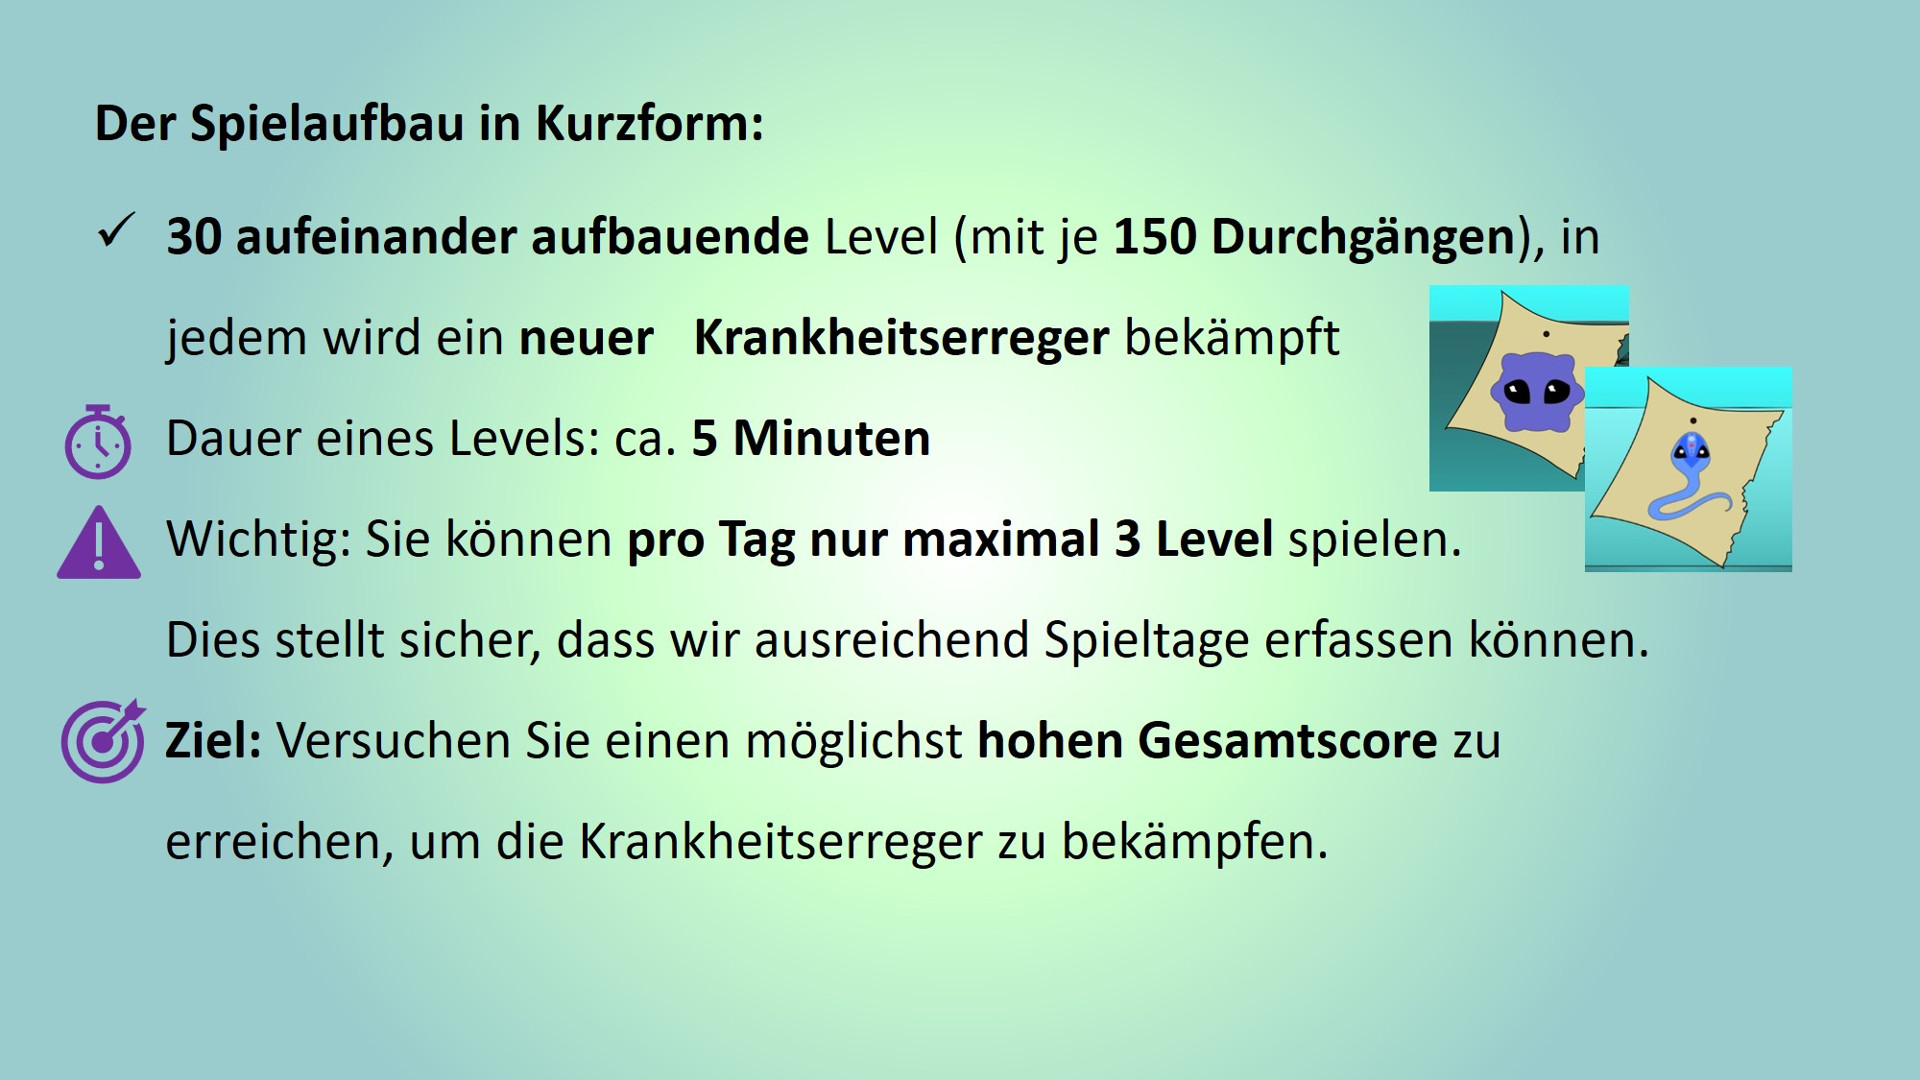 Der Spielaufbau in Kurzform:
✓ 30 aufeinander aufbauende Level (mit je 150 Durchgängen), in
jedem wird ein neuer   Krankheitserreger bekämpft
Dauer eines Levels: ca. 5 Minuten
Wichtig: Sie können pro Tag nur maximal 3 Level spielen.
Dies stellt sicher, dass wir ausreichend Spieltage erfassen können.
Ziel: Versuchen Sie einen möglichst hohen Gesamtscore zu
erreichen, um die Krankheitserreger zu bekämpfen.